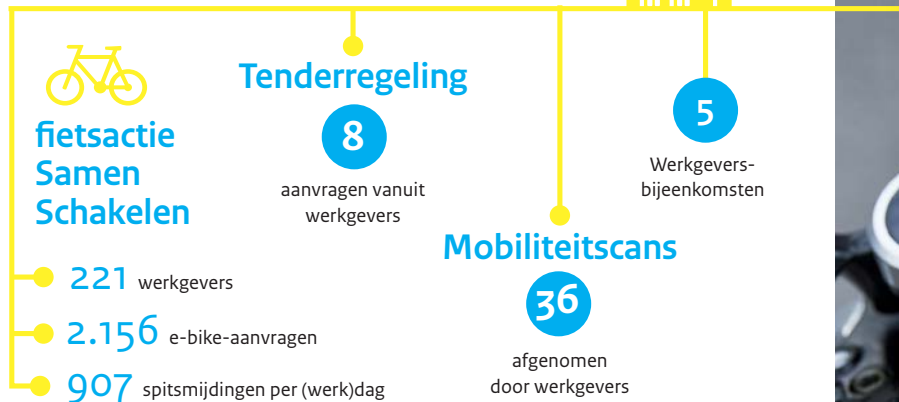 fietsactie
Samen
Schakelen
221 werkgevers
2.156 e-bike-aanvragen
907 spitsmijdingen per (werk)dag
Tenderregeling
8
aanvragen vanuit
werkgevers
Mobiliteitscans
36
afgenomen
door werkgevers
5
Werkgevers-
bijeenkomsten